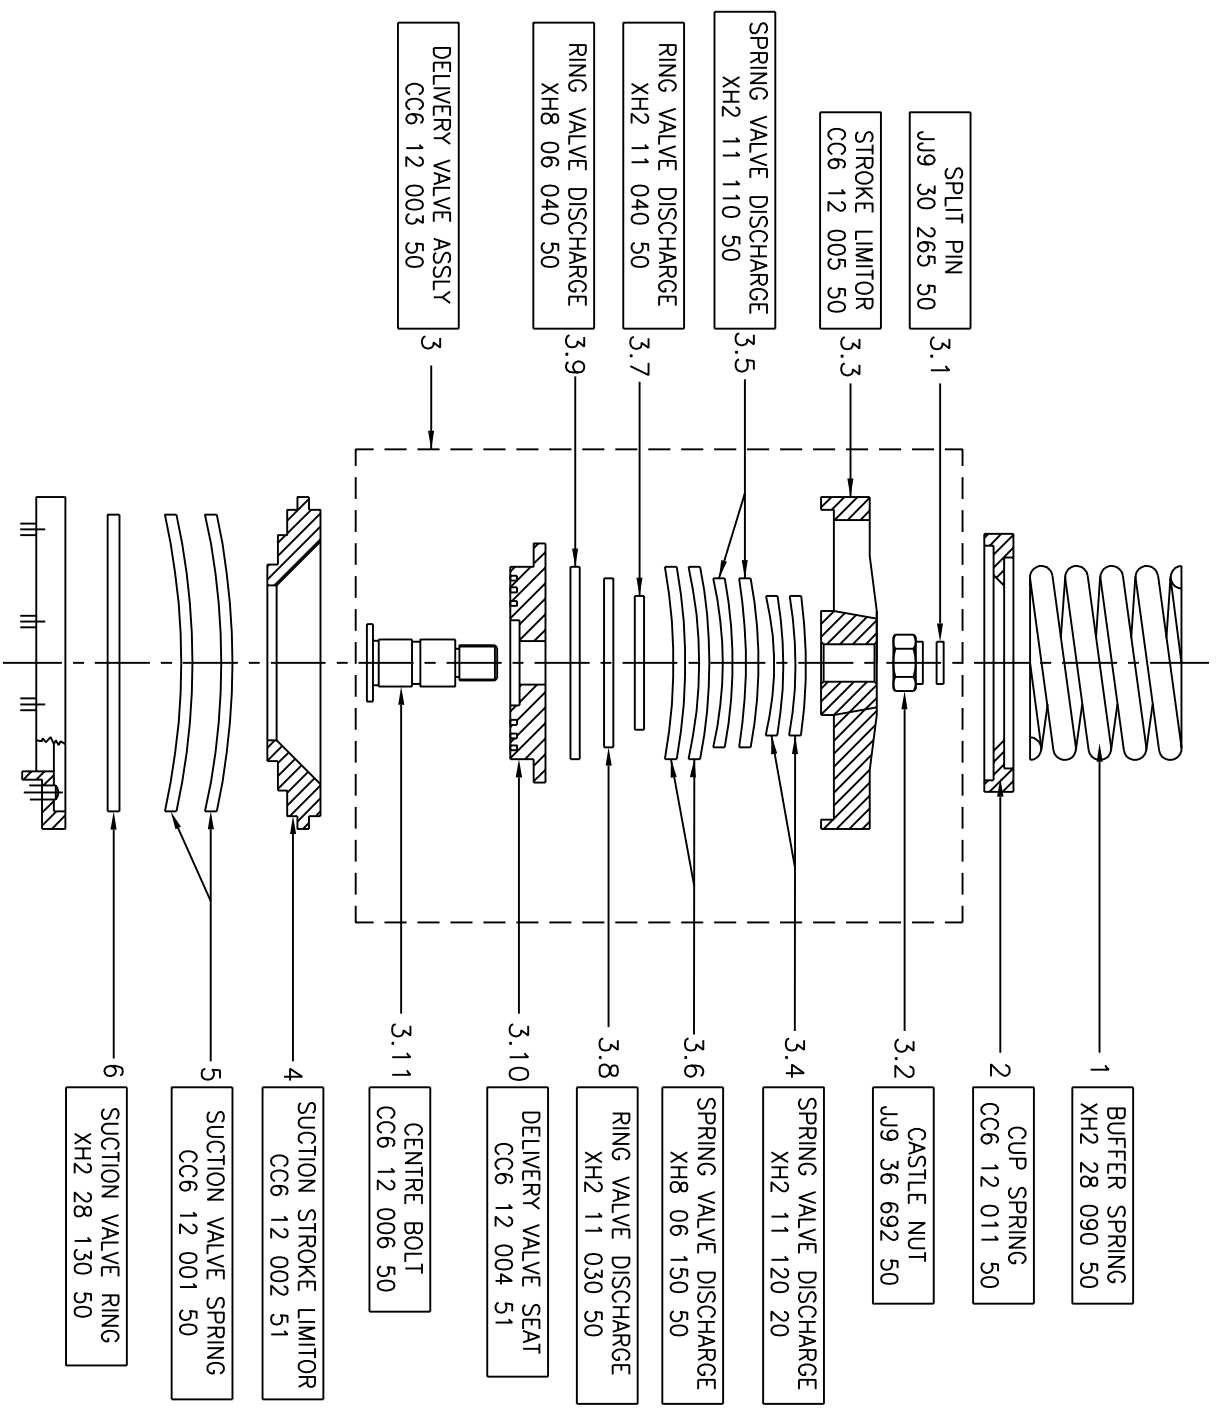 SPLIT PIN
JJ9 30 265 50
3.1
STROKE LIMITOR
CC6 12 005 50
3.3
SPRING VALVE DISCHARGE
XH2 11 110 50
3.5
RING VALVE DISCHARGE
XH2 11 040 50
3.7
RING VALVE DISCHARGE
XH8 06 040 50
3.9
DELIVERY VALVE ASSLY
CC6 12 003 50
3
1
BUFFER SPRING
XH2 28 090 50
2
CUP SPRING
CC6 12 011 50
3.2
CASTLE NUT
JJ9 36 692 50
3.4
SPRING VALVE DISCHARGE
XH2 11 120 20
3.6
SPRING VALVE DISCHARGE
XH8 06 150 50
3.8
RING VALVE DISCHARGE
XH2 11 030 50
3.10
DELIVERY VALVE SEAT
CC6 12 004 51
3.11
CENTRE BOLT
CC6 12 006 50
4
SUCTION STROKE LIMITOR
CC6 12 002 51
5
SUCTION VALVE SPRING
CC6 12 001 50
6
SUCTION VALVE RING
XH2 28 130 50